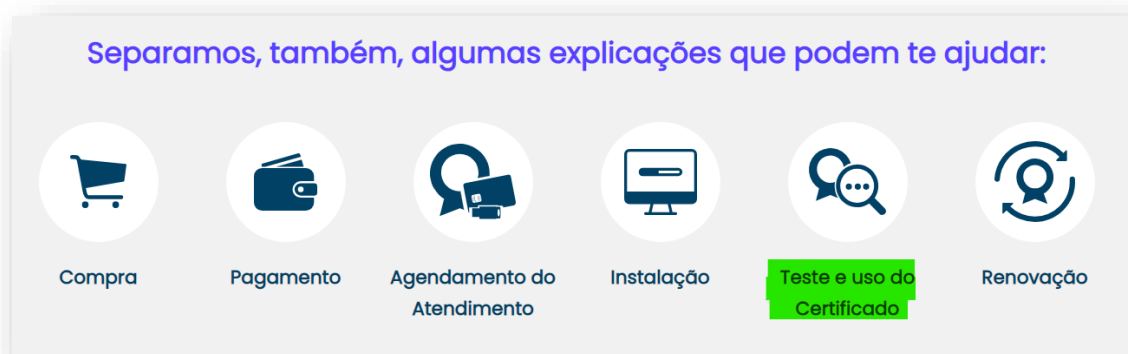 Separamos, também, algumas explicações que podem te ajudar:
Compra
Pagamento
Agendamento do
Atendimento
Instalação
Teste e uso do
Certificado
Renovação